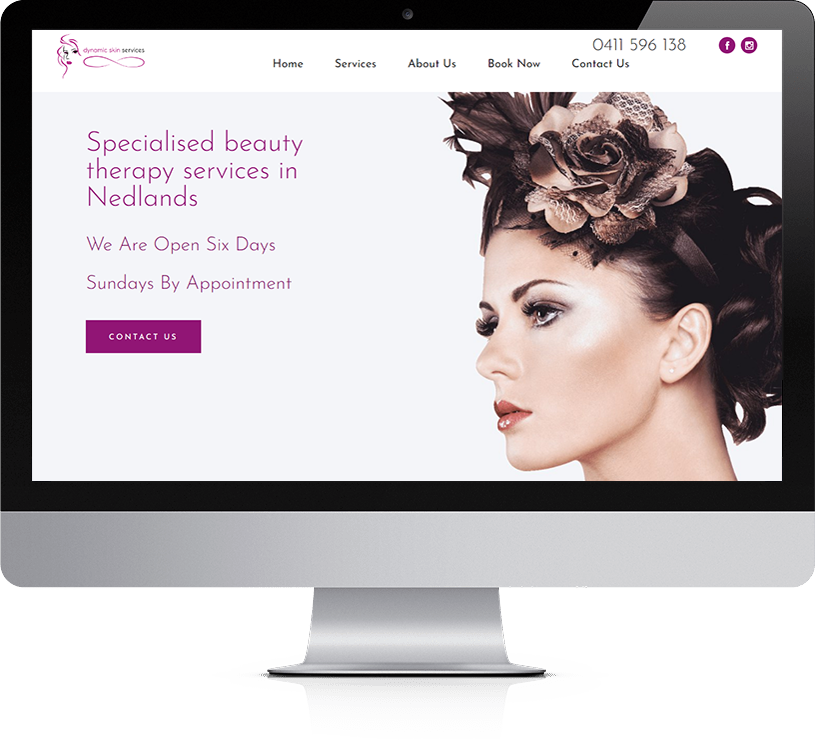 dynamic skin services
0411 596 138
Home
Services
About Us
Book Now
Contact Us
Specialised beauty
therapy services in
Nedlands
We Are Open Six Days
Sundays By Appointment
CONTACT US